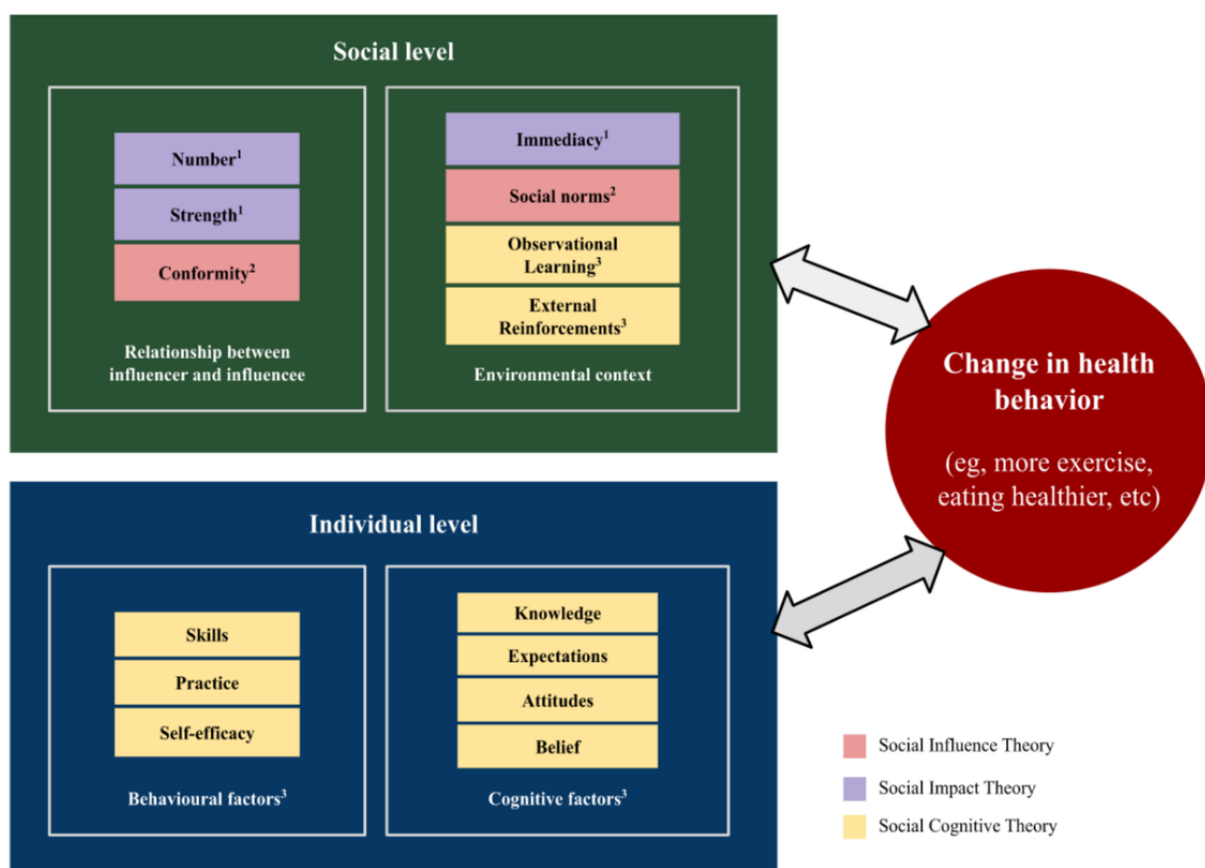 Social level
Number¹
Strength¹
Conformity²
Relationship between
influencer and influencee
Immediacy¹
Social norms²
Observational
Learning³
External
Reinforcements³
Environmental context
Change in health
behavior
(eg, more exercise,
eating healthier, etc)
Individual level
Skills
Practice
Self-efficacy
Behavioural factors³
Knowledge
Expectations
Attitudes
Belief
Cognitive factors³
Social Influence Theory
Social Impact Theory
Social Cognitive Theory